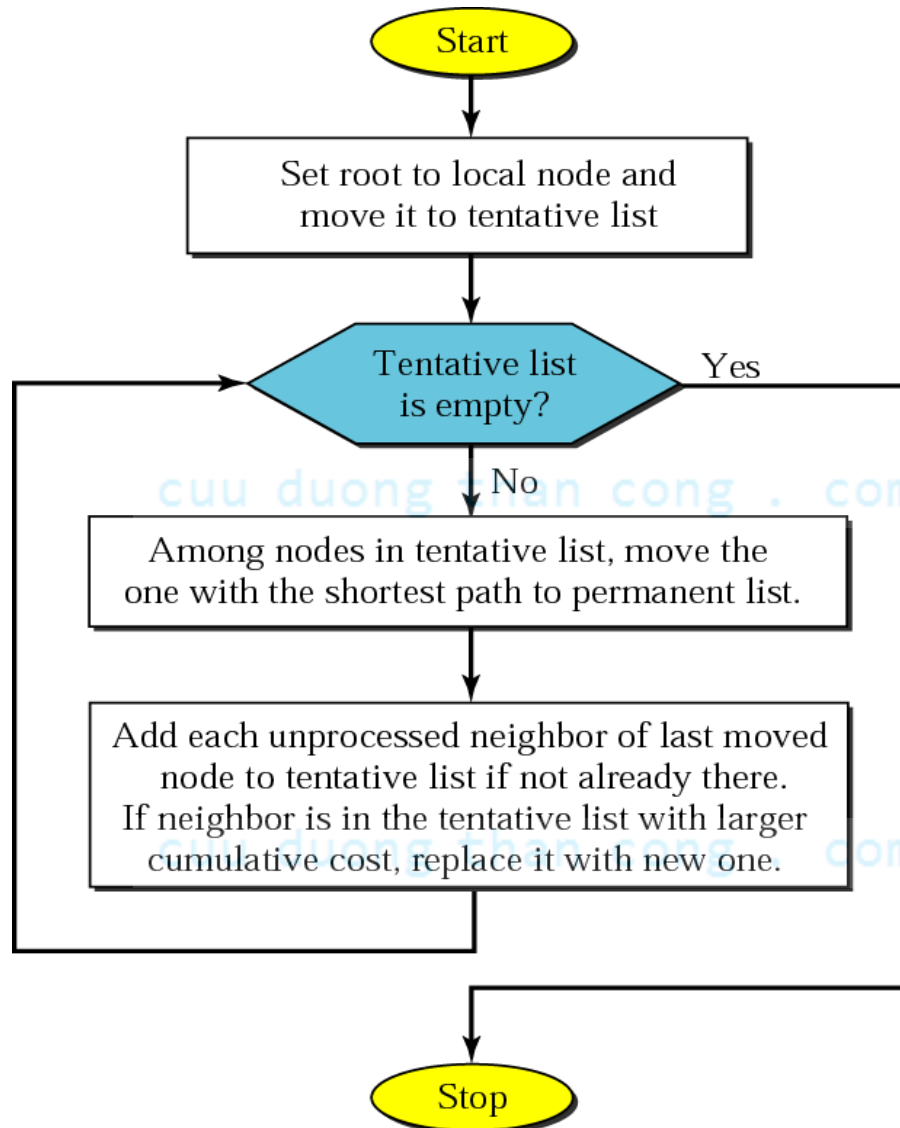 Start
Set root to local node and
move it to tentative list
Tentative list
is empty?
Yes
No
cuu duong than cong . com
Among nodes in tentative list, move the
one with the shortest path to permanent list.
Add each unprocessed neighbor of last moved
node to tentative list if not already there.
If neighbor is in the tentative list with larger
cumulative cost, replace it with new one.
cuu duong than cong . com
Stop